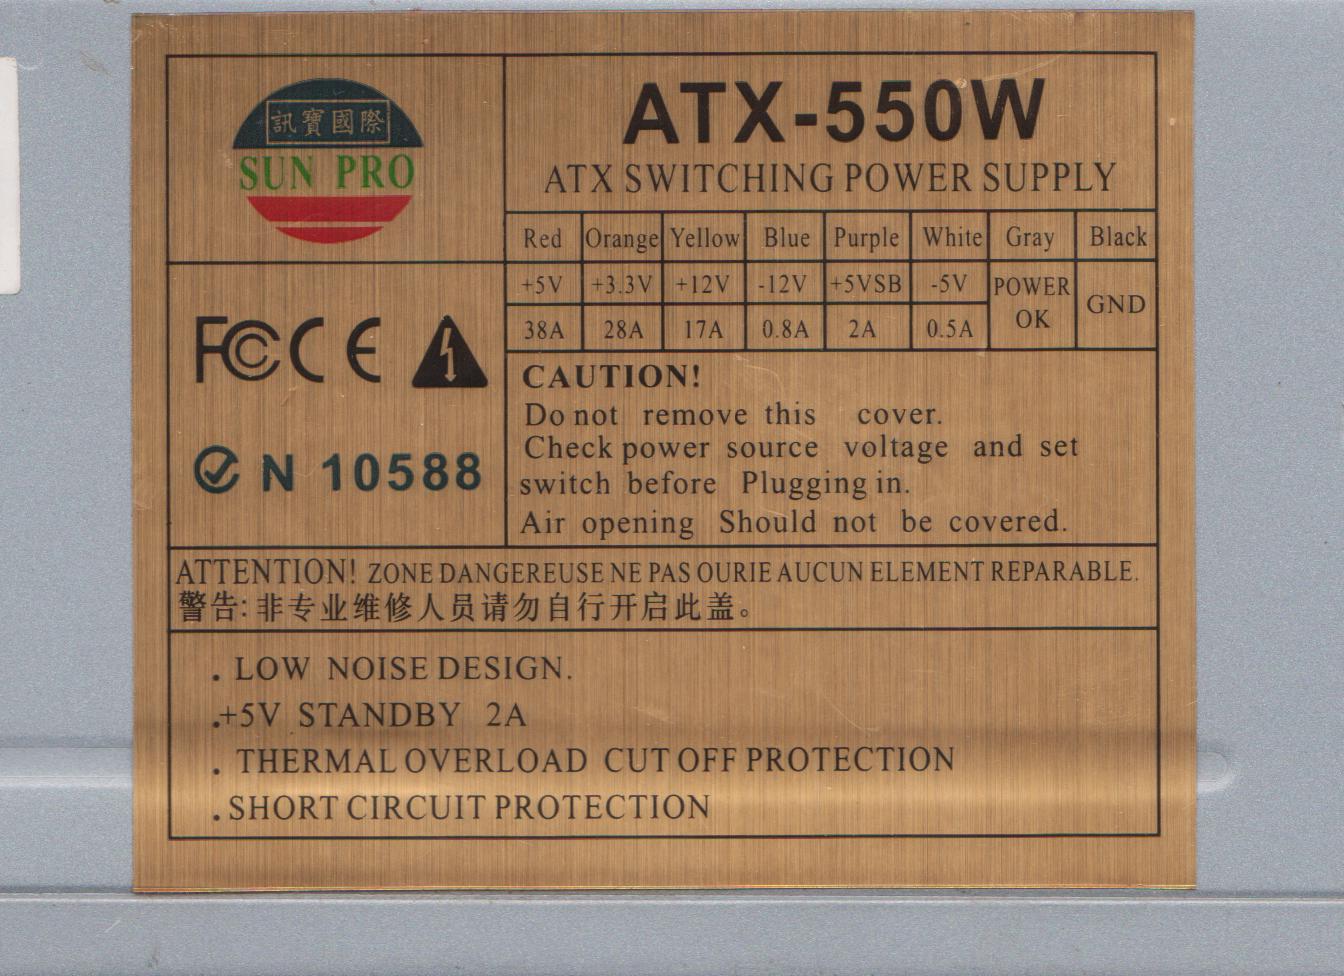 訊寶國際
SUN PRO
ATX-550W
ATX SWITCHING POWER SUPPLY
Red Orange Yellow Blue Purple White Gray Black
+5V +3.3V +12V -12V +5VSB -5V POWER OK GND
38A 28A 17A 0.8A 2A 0.5A
FCC CE
N 10588
CAUTION!
Do not remove this cover.
Check power source voltage and set
switch before Plugging in.
Air opening Should not be covered.
ATTENTION! ZONE DANGEREUSE NE PAS OURIE AUCUN ELEMENT REPARABLE.
警告:非专业维修人员请勿自行开启此盖。
. LOW NOISE DESIGN.
.+5V STANDBY 2A
. THERMAL OVERLOAD CUT OFF PROTECTION
. SHORT CIRCUIT PROTECTION